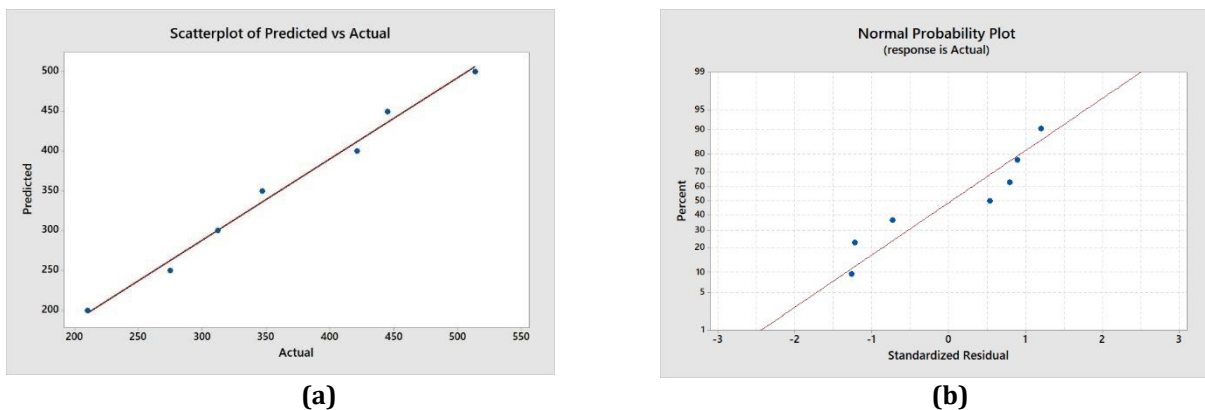 Scatterplot of Predicted vs Actual
500
450
400
350
300
250
200
Predicted
200 250 300 350 400 450 500 550
Actual
(a)
Normal Probability Plot
(response is Actual)
99
95
90
80
70
60
50
40
30
20
10
5
1
Percent
-3 -2 -1 0 1 2 3
Standardized Residual
(b)